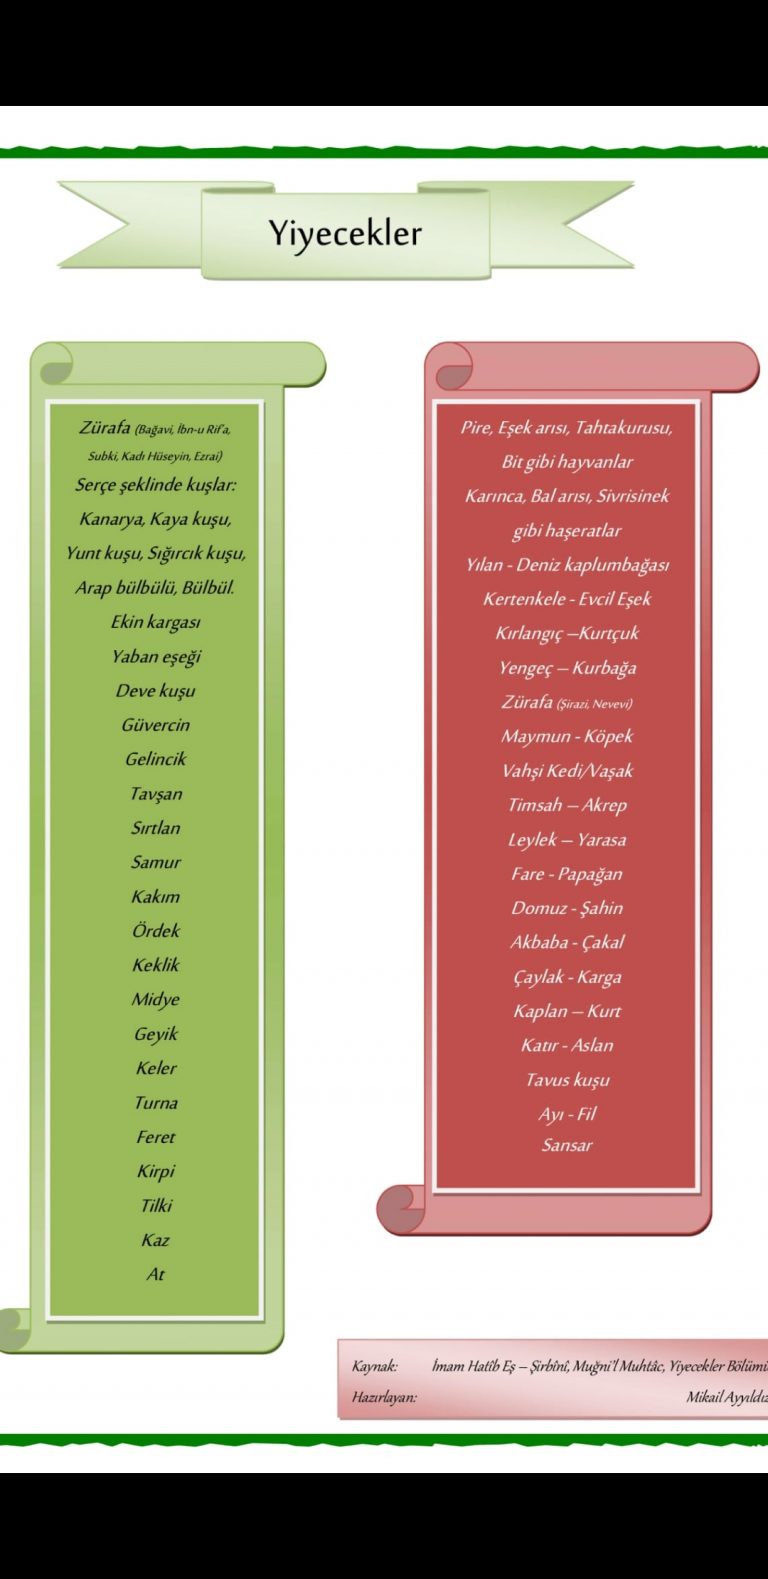 Yiyecekler
Zürafa (Bağavi, İbn-u Rif'a,
Subki, Kadı Hüseyin, Ezrai)
Serçe şeklinde kuşlar:
Kanarya, Kaya kuşu,
Yunt kuşu, Sığırcık kuşu,
Arap bülbülü, Bülbül.
Ekin kargası
Yaban eşeği
Deve kuşu
Güvercin
Gelincik
Tavşan
Sırtlan
Samur
Kakım
Ördek
Keklik
Midye
Geyik
Keler
Turna
Feret
Kirpi
Tilki
Kaz
At
Pire, Eşek arısı, Tahtakurusu,
Bit gibi hayvanlar
Karınca, Bal arısı, Sivrisinek
gibi haşeratlar
Yılan - Deniz kaplumbağası
Kertenkele - Evcil Eşek
Kırlangıç –Kurtçuk
Yengeç – Kurbağa
Zürafa (Şirazi, Nevevi)
Maymun - Köpek
Vahşi Kedi/Vaşak
Timsah – Akrep
Leylek – Yarasa
Fare - Papağan
Domuz - Şahin
Akbaba - Çakal
Çaylak - Karga
Kaplan – Kurt
Katır - Aslan
Tavus kuşu
Ayı - Fil
Sansar
Kaynak: İmam Hatîb Eş – Şirbînî, Muğni'l Muhtâc, Yiyecekler Bölümü
Hazırlayan: Mikail Ayyıldız